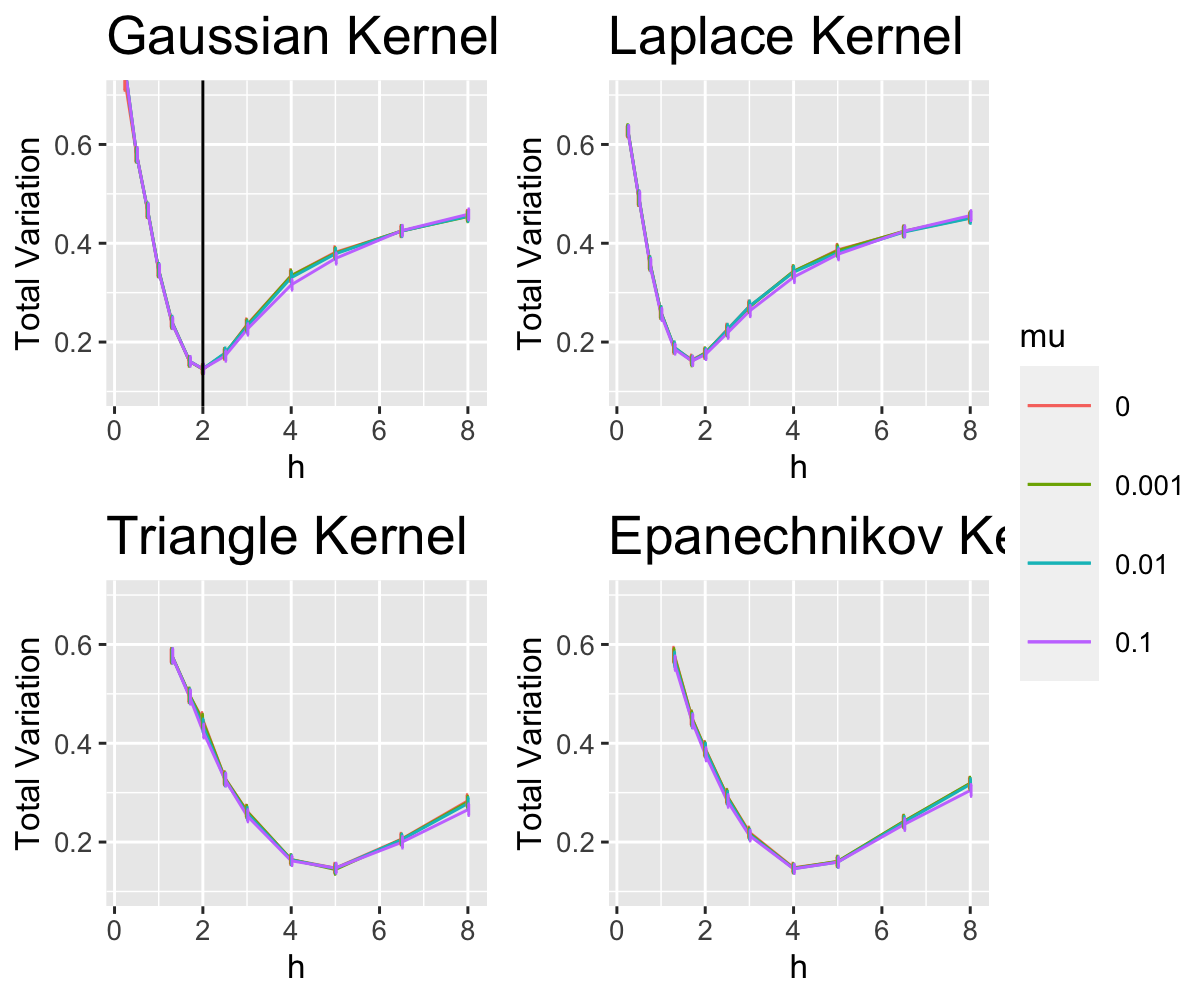 Gaussian Kernel
Total Variation
0.6
0.4
0.2
0 2 4 6 8
h
Laplace Kernel
Total Variation
0.6
0.4
0.2
0 2 4 6 8
h
Triangle Kernel
Total Variation
0.6
0.4
0.2
0 2 4 6 8
h
Epanechnikov Ke
Total Variation
0.6
0.4
0.2
0 2 4 6 8
h
mu
0
0.001
0.01
0.1